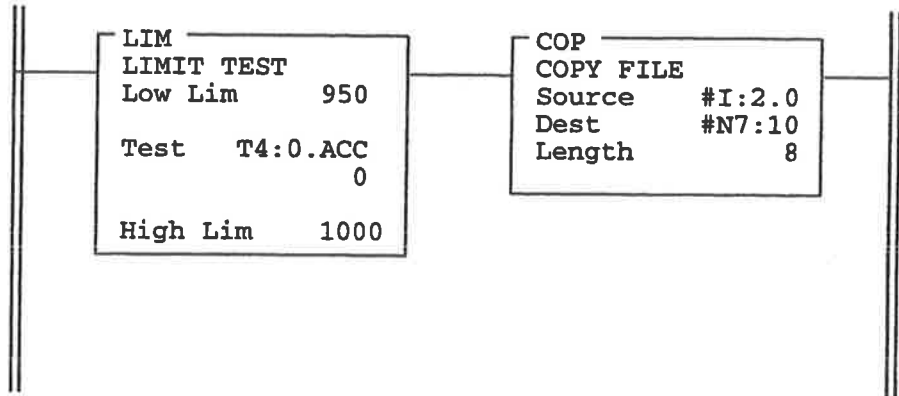 LIM
LIMIT TEST
Low Lim 950
Test T4:0.ACC
0
High Lim 1000
COP
COPY FILE
Source #I:2.0
Dest #N7:10
Length 8